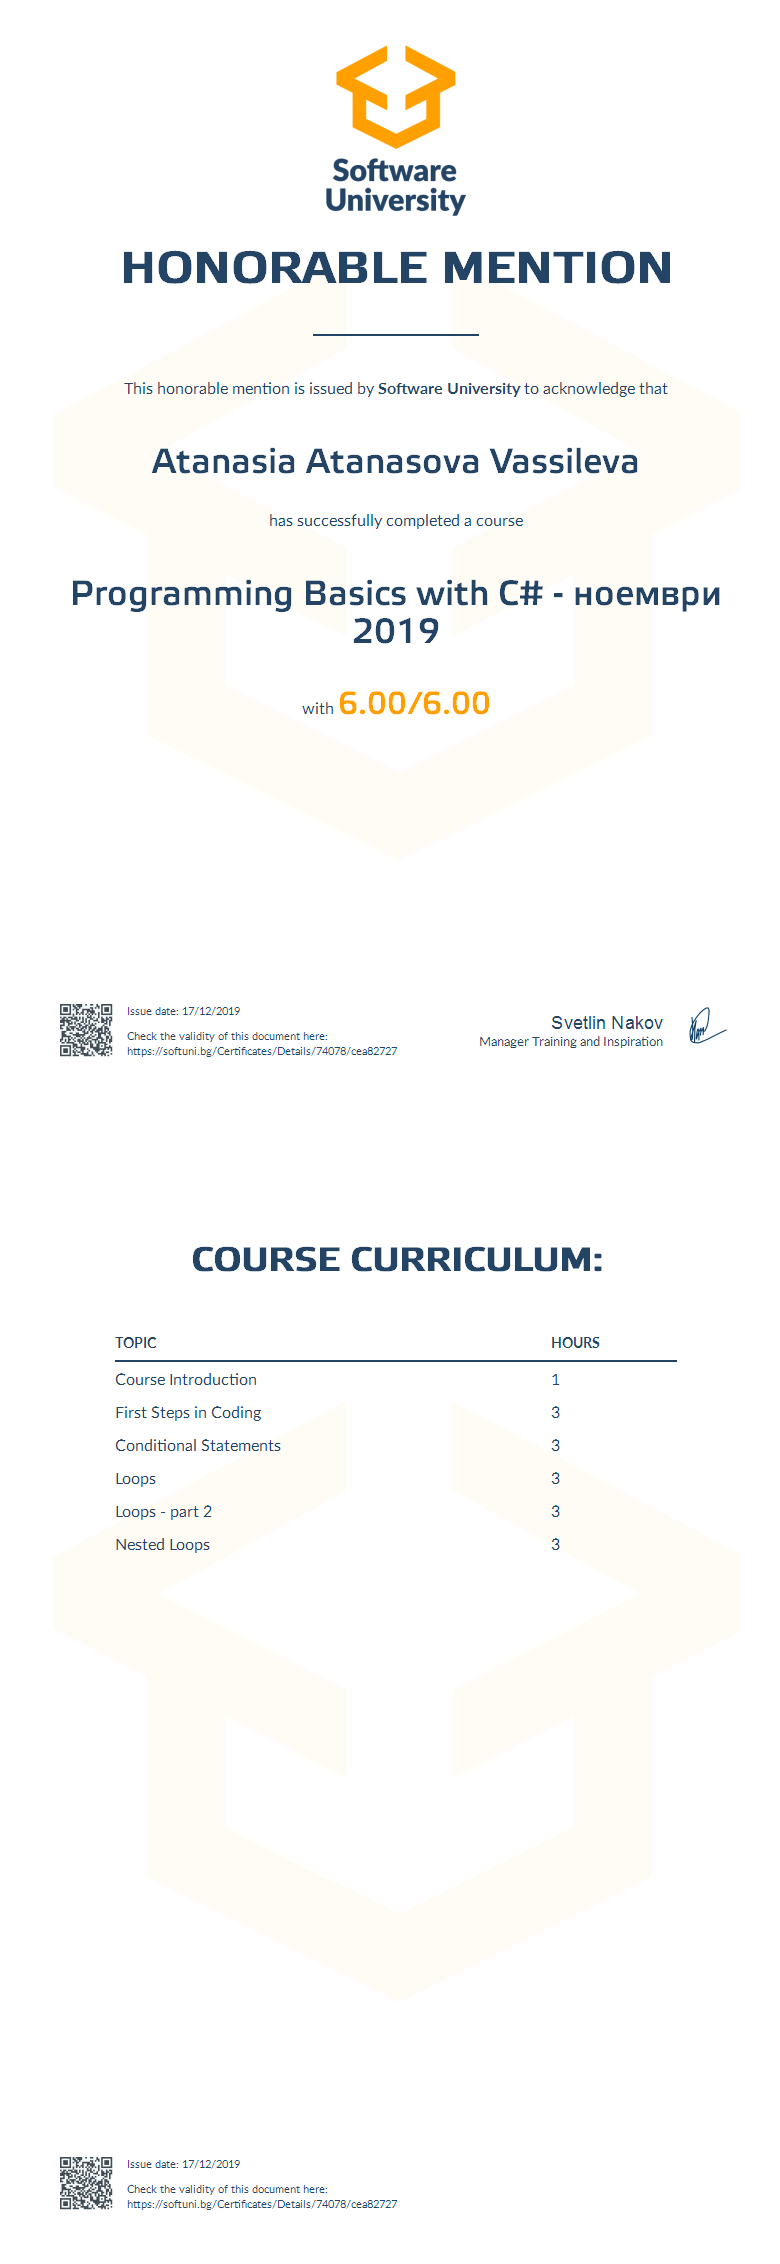 Software
University
HONORABLE MENTION
This honorable mention is issued by Software University to acknowledge that
Atanasia Atanasova Vassileva
has successfully completed a course
Programming Basics with C# - ноември
2019
with 6.00/6.00
Issue date: 17/12/2019
Check the validity of this document here:
https://softuni.bg/Certificates/Details/74078/cea82727
Svetlin Nakov
Manager Training and Inspiration
COURSE CURRICULUM:
TOPIC HOURS
Course Introduction 1
First Steps in Coding 3
Conditional Statements 3
Loops 3
Loops - part 2 3
Nested Loops 3
Issue date: 17/12/2019
Check the validity of this document here:
https://softuni.bg/Certificates/Details/74078/cea82727